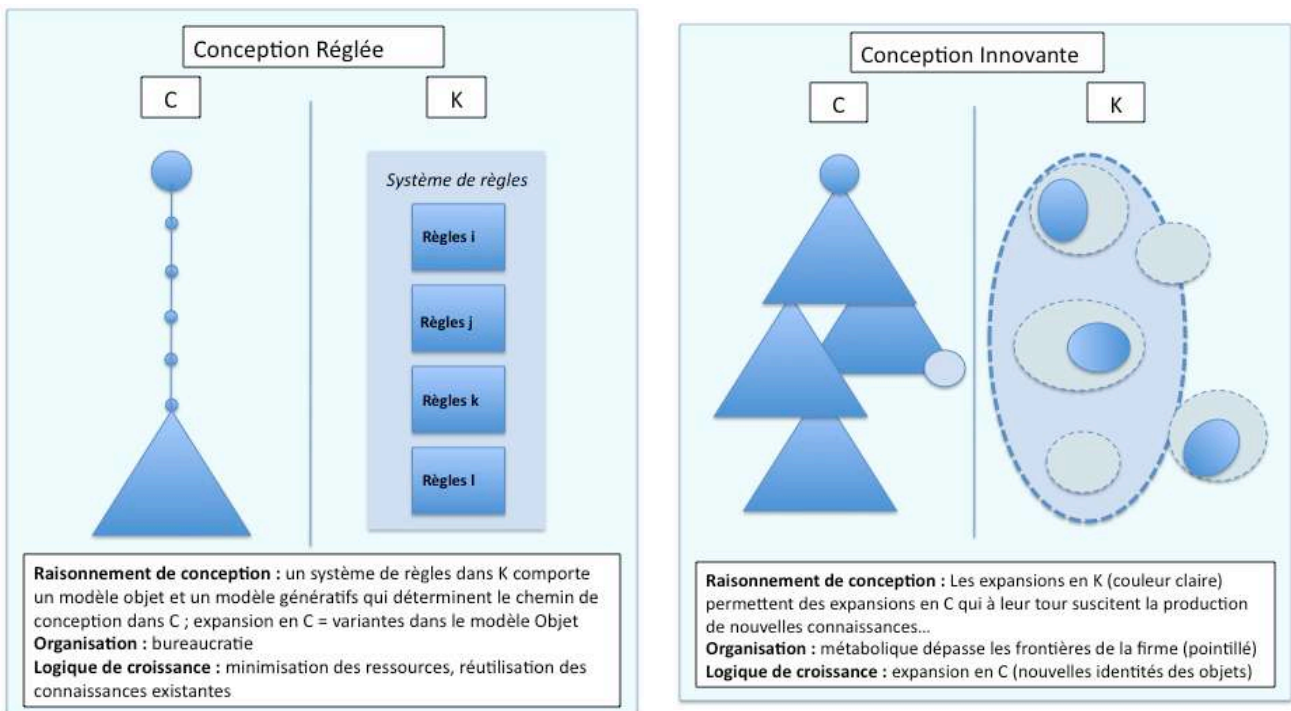 Conception Réglée
C
K
Système de règles
Règles i
Règles j
Règles k
Règles l
Raisonnement de conception : un système de règles dans K comporte
un modèle objet et un modèle génératifs qui déterminent le chemin de
conception dans C ; expansion en C = variantes dans le modèle Objet
Organisation : bureaucratie
Logique de croissance : minimisation des ressources, réutilisation des
connaissances existantes
Conception Innovante
C
K
Raisonnement de conception : Les expansions en K (couleur claire)
permettent des expansions en C qui à leur tour suscitent la production
de nouvelles connaissances…
Organisation : métabolique dépasse les frontières de la firme (pointillé)
Logique de croissance : expansion en C (nouvelles identités des objets)